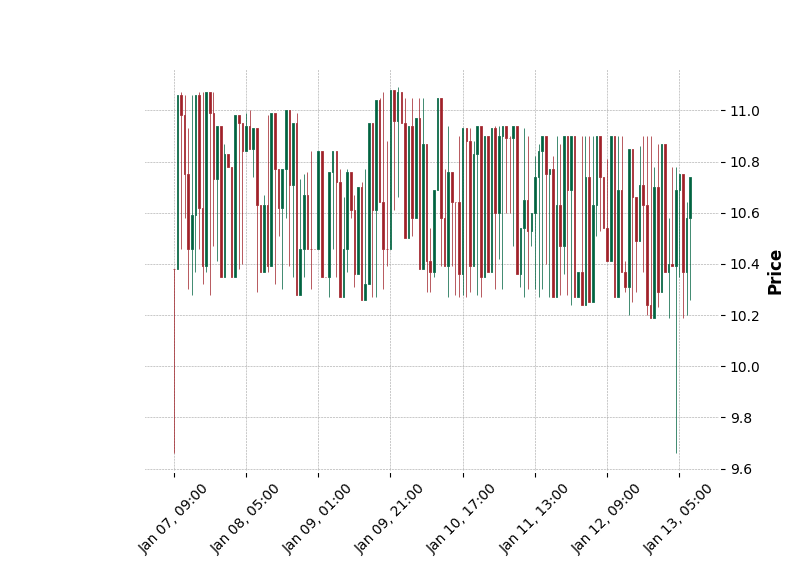 11.0
10.8
10.6
10.4
10.2
10.0
9.8
9.6
Price
Jan 07, 09:00
Jan 08, 05:00
Jan 09, 01:00
Jan 09, 21:00
Jan 10, 17:00
Jan 11, 13:00
Jan 12, 09:00
Jan 13, 05:00